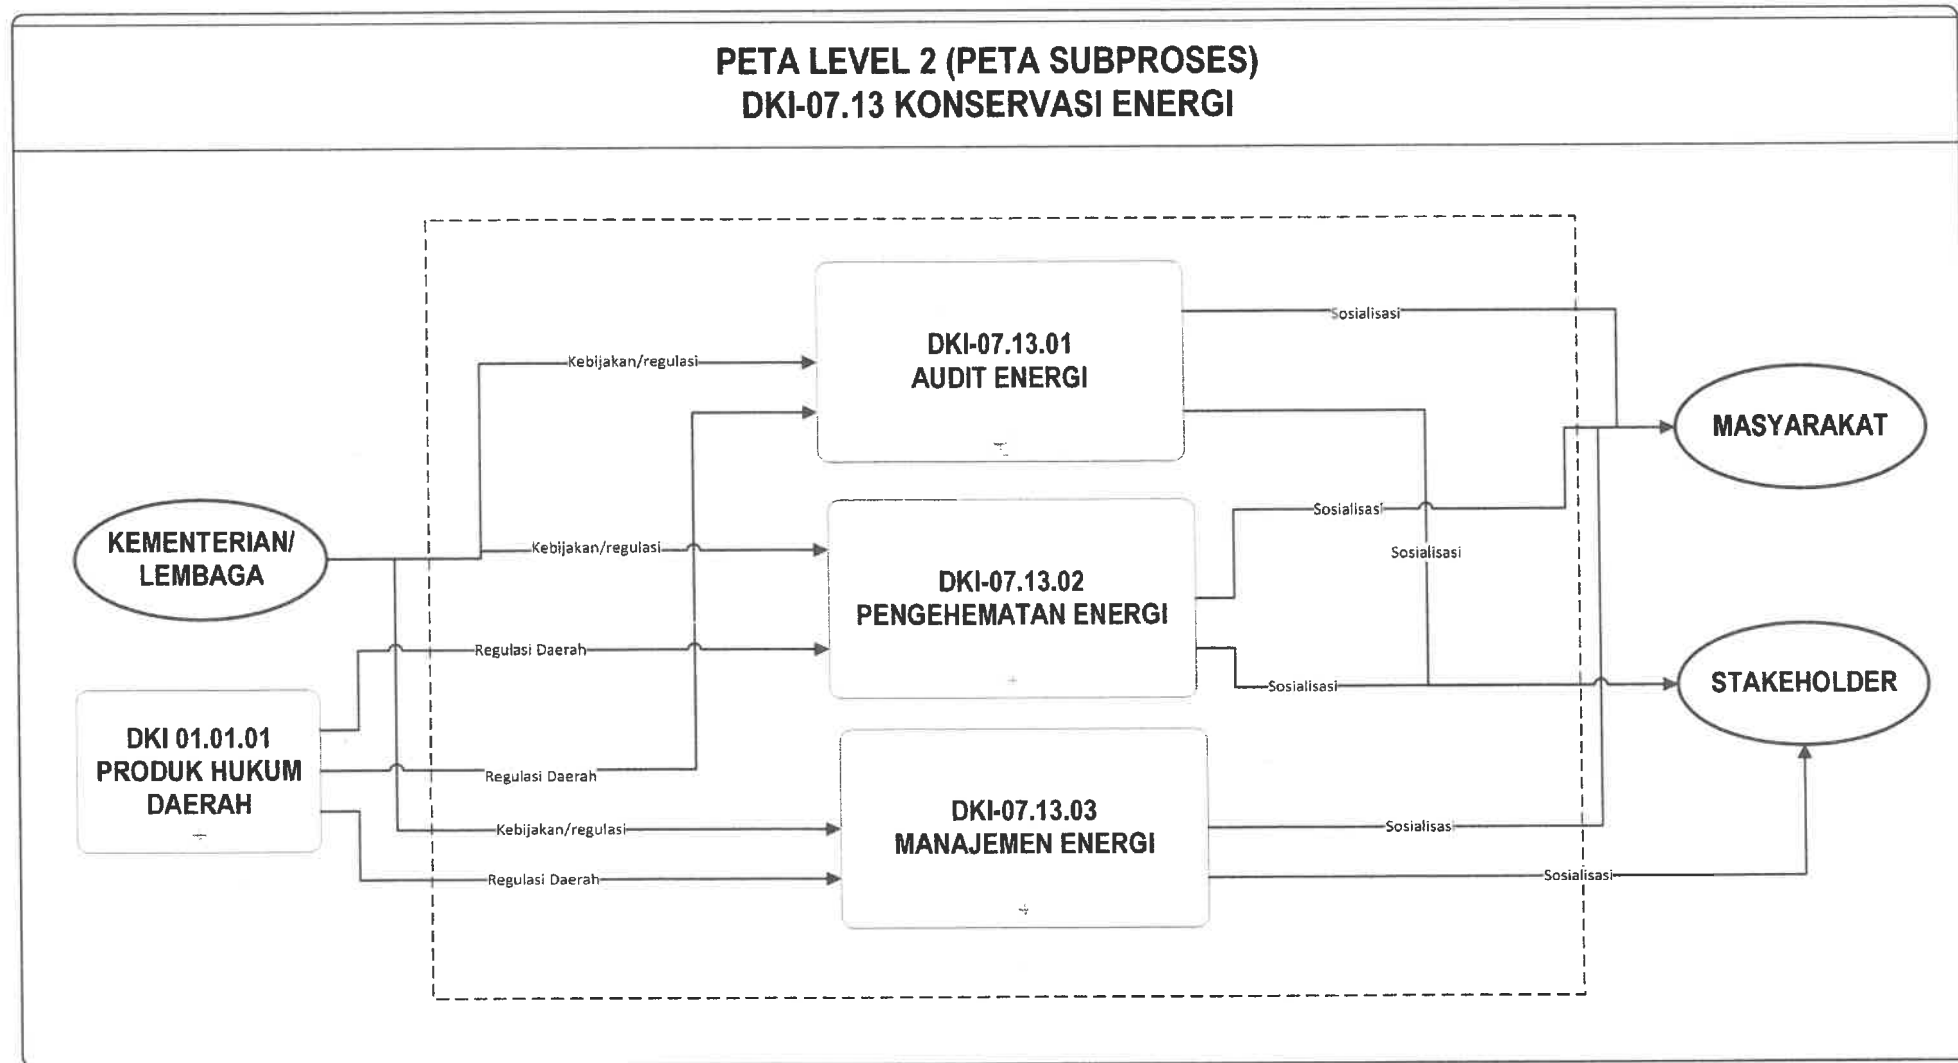 PETA LEVEL 2 (PETA SUBPROSES)
DKI-07.13 KONSERVASI ENERGI
Sosialisasi
DKI-07.13.01
AUDIT ENERGI
Kebijakan/regulasi
MASYARAKAT
Sosialisasi
KEMENTERIAN/
LEMBAGA
Kebijakan/regulasi
Sosialisasi
DKI-07.13.02
PENGEHEMATAN ENERGI
Regulasi Daerah
Sosialisasi
STAKEHOLDER
DKI 01.01.01
PRODUK HUKUM
DAERAH
Regulasi Daerah
DKI-07.13.03
MANAJEMEN ENERGI
Kebijakan/regulasi
Sosialisasi
Regulasi Daerah
Sosialisasi